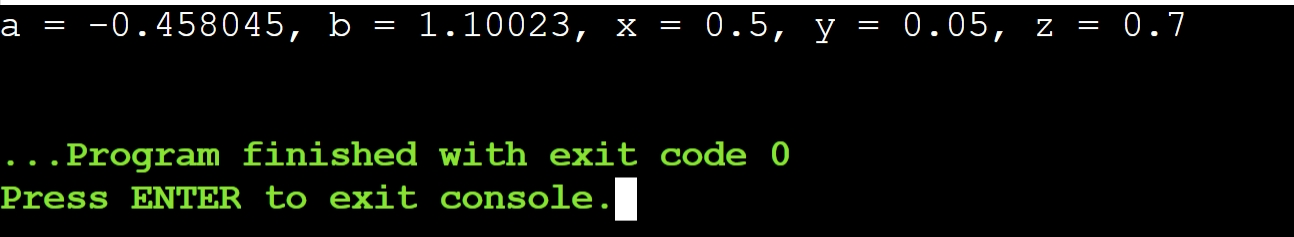 a = -0.458045, b = 1.10023, x = 0.5, y = 0.05, z = 0.7
...Program finished with exit code 0
Press ENTER to exit console.